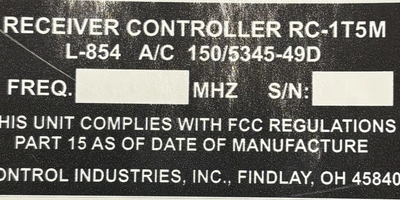 RECEIVER CONTROLLER RC-1T5M
L-854 A/C 150/5345-49D
FREQ. MHZ S/N:
HIS UNIT COMPLIES WITH FCC REGULATIONS
PART 15 AS OF DATE OF MANUFACTURE
ONTROL INDUSTRIES, INC., FINDLAY, OH 45840